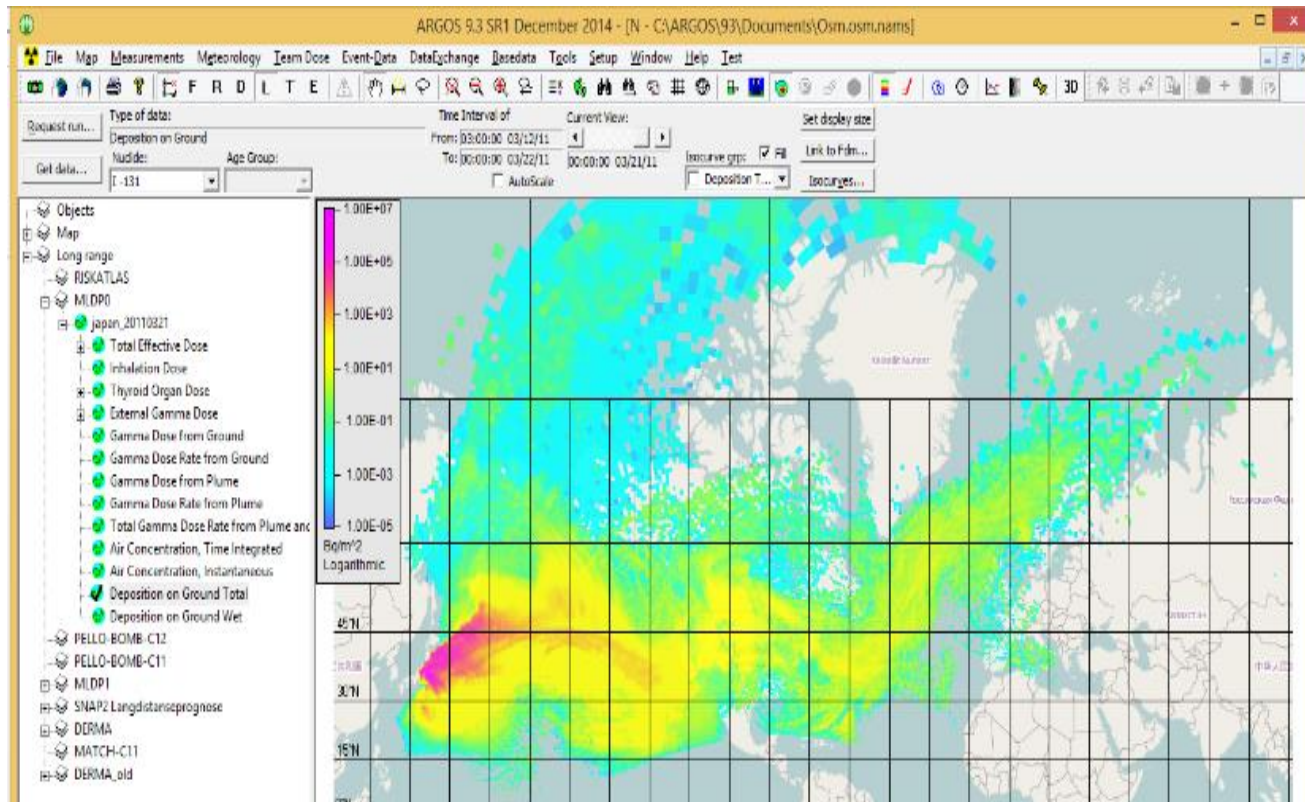 ARGOS 9.3 SR1 December 2014 - [N - C:\ARGOS\93\Documents\Osm.osm.nams]
File Map Measurements Meteorology Team Dose Event-Data DataExchange Basedata Tools Setup Window Help Test
F R D L T E 3D
Request run...
Type of data:
Deposition on Ground
Time Interval of
From: 03:00:00 03/12/11
To: 00:00:00 03/22/11
AutoScale
Current View:
00:00:00 03/21/11
Set display size
Link to Fdm...
Isocurves...
Isocurve grp: Fill
Deposition T...
Get data...
Nuclide:
I -131
Age Group:
Objects
Map
Long range
RISKATLAS
MLDP0
japan_20110321
Total Effective Dose
Inhalation Dose
Thyroid Organ Dose
External Gamma Dose
Gamma Dose from Ground
Gamma Dose Rate from Ground
Gamma Dose from Plume
Gamma Dose Rate from Plume
Total Gamma Dose Rate from Plume and
Air Concentration, Time Integrated
Air Concentration, Instantaneous
Deposition on Ground Total
Deposition on Ground Wet
PELLO-BOMB-C12
PELLO-BOMB-C11
MLDP1
SNAP2 Langdistanseprognose
DERMA
MATCH-C11
DERMA_old
1.00E+07
1.00E+05
1.00E+03
1.00E+01
1.00E-01
1.00E-03
1.00E-05
Bq/m^2
Logarithmic
45°N
30°N
15°N